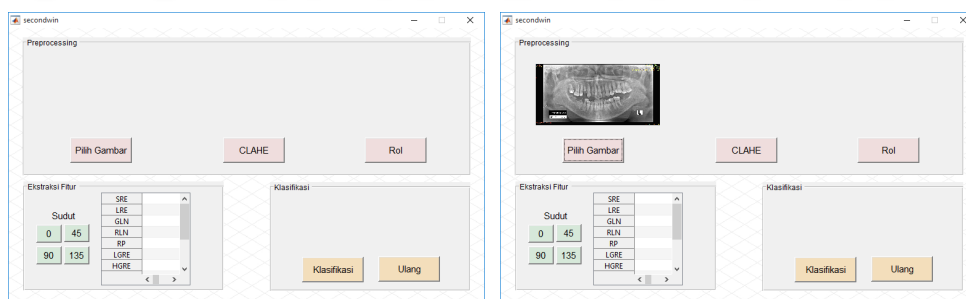 secondwin
Preprocessing
Pilih Gambar
CLAHE
RoI
Ekstraksi Fitur
Sudut
0
45
90
135
SRE
LRE
GLN
RLN
RP
LGRE
HGRE
Klasifikasi
Klasifikasi
Ulang
secondwin
Preprocessing
Pilih Gambar
CLAHE
RoI
Ekstraksi Fitur
Sudut
0
45
90
135
SRE
LRE
GLN
RLN
RP
LGRE
HGRE
Klasifikasi
Klasifikasi
Ulang